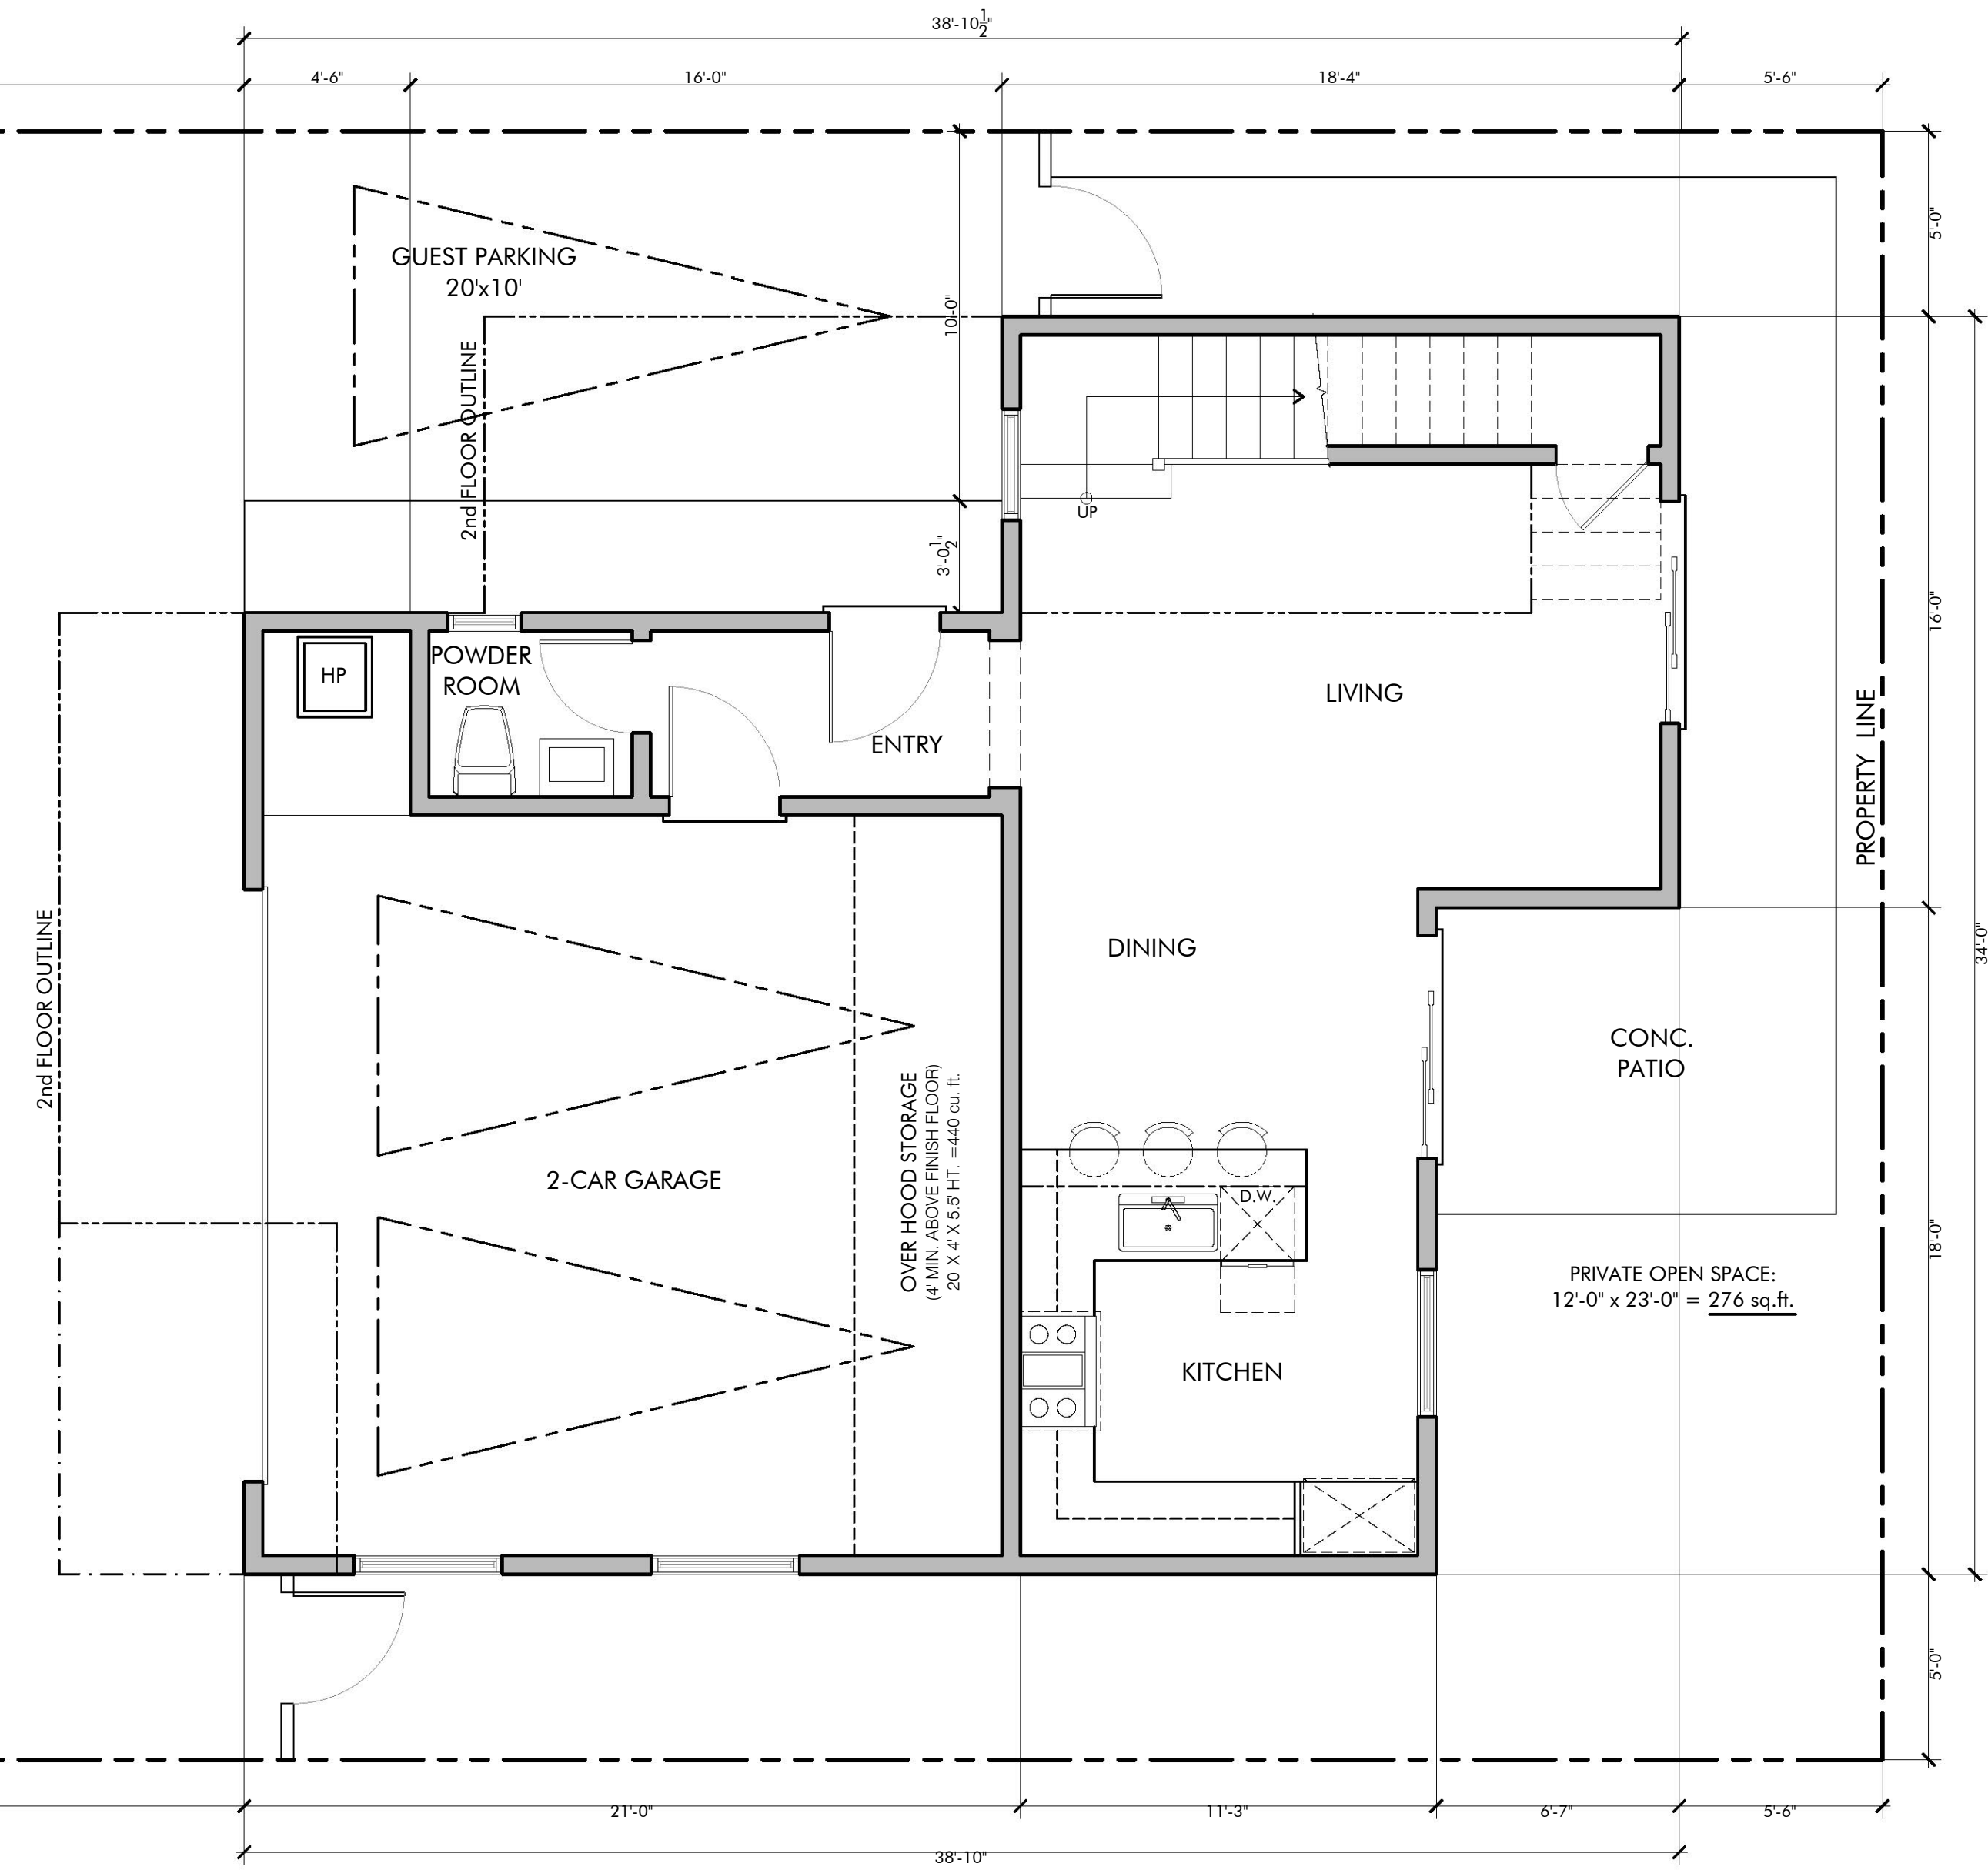 38'-10 1/2"
4'-6"
16'-0"
18'-4"
5'-6"
GUEST PARKING
20'x10'
5'-0"
10'-0"
2nd FLOOR OUTLINE
UP
3'-0 1/2"
16'-0"
HP
POWDER
ROOM
ENTRY
LIVING
PROPERTY LINE
2nd FLOOR OUTLINE
DINING
34'-0"
CONC.
PATIO
2-CAR GARAGE
OVER HOOD STORAGE
(4' MIN. ABOVE FINISH FLOOR)
20' X 4' X 5.5' HT. =440 cu. ft.
D.W.
18'-0"
PRIVATE OPEN SPACE:
12'-0" x 23'-0" = 276 sq.ft.
KITCHEN
5'-0"
21'-0"
11'-3"
6'-7"
5'-6"
38'-10"